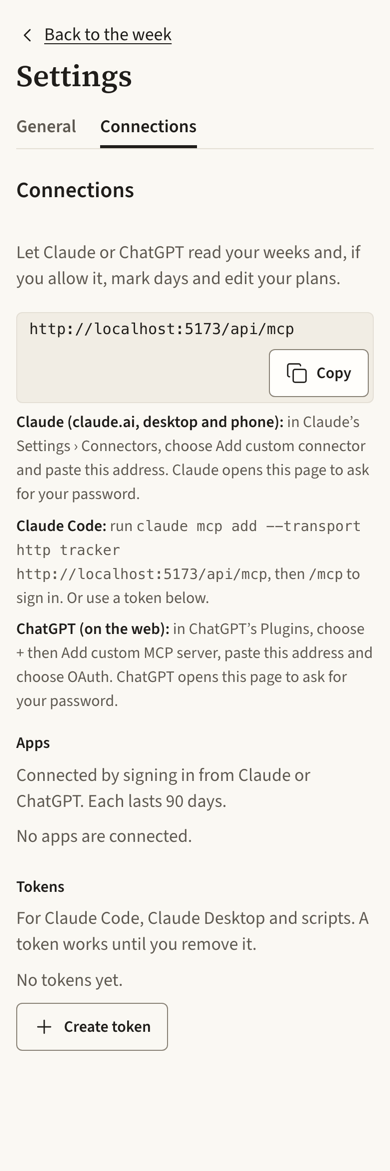 Back to the week
Settings
General Connections
Connections
Let Claude or ChatGPT read your weeks and, if
you allow it, mark days and edit your plans.
http://localhost:5173/api/mcp
Copy
Claude (claude.ai, desktop and phone): in Claude’s
Settings › Connectors, choose Add custom connector
and paste this address. Claude opens this page to ask
for your password.
Claude Code: run claude mcp add --transport
http tracker
http://localhost:5173/api/mcp, then /mcp to
sign in. Or use a token below.
ChatGPT (on the web): in ChatGPT’s Plugins, choose
+ then Add custom MCP server, paste this address and
choose OAuth. ChatGPT opens this page to ask for
your password.
Apps
Connected by signing in from Claude or
ChatGPT. Each lasts 90 days.
No apps are connected.
Tokens
For Claude Code, Claude Desktop and scripts. A
token works until you remove it.
No tokens yet.
Create token